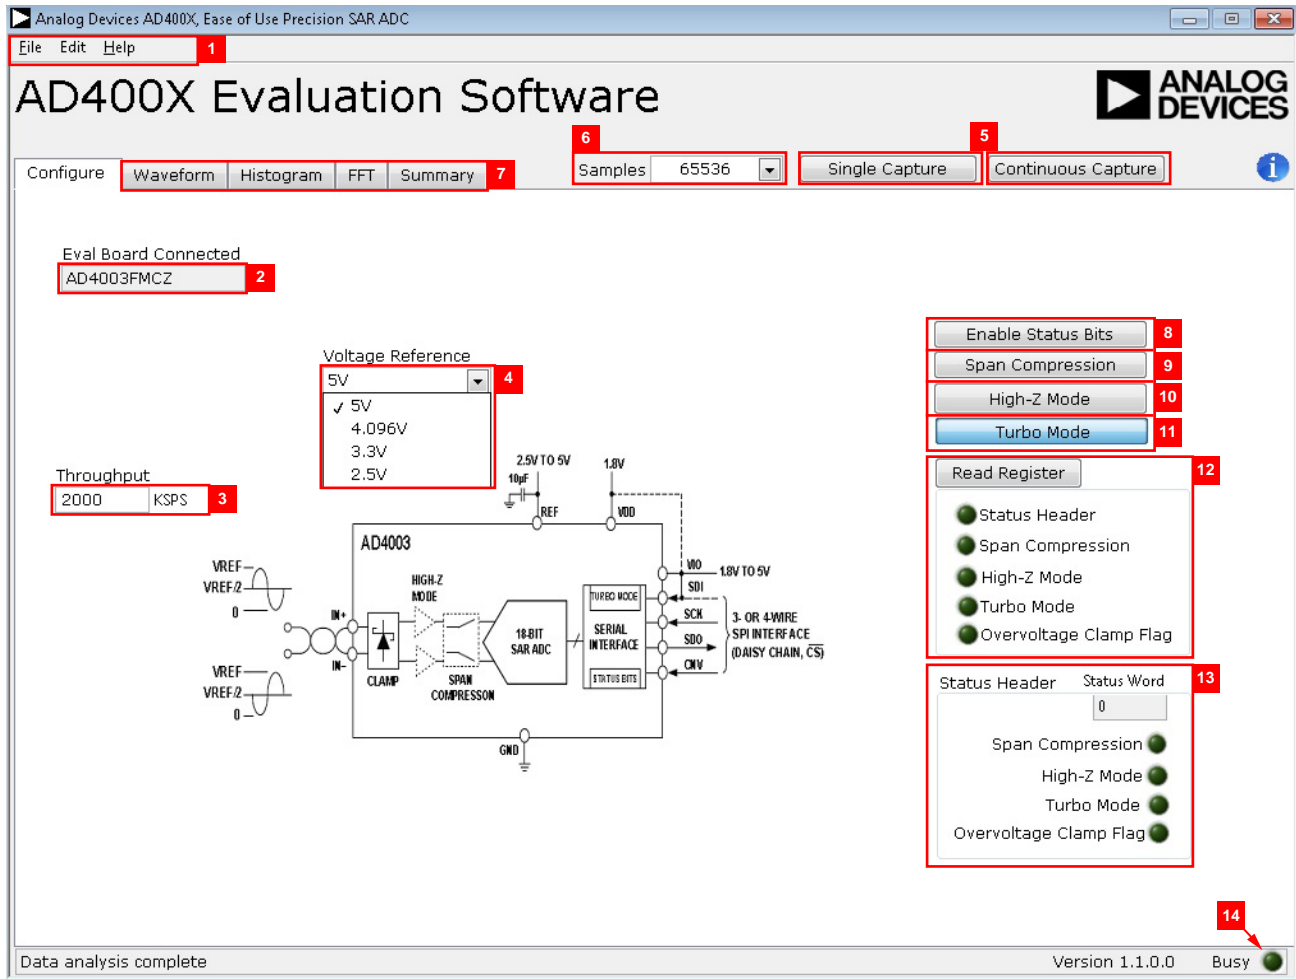 Analog Devices AD400X, Ease of Use Precision SAR ADC
File Edit Help 1
AD400X Evaluation Software
ANALOG
DEVICES
6
5
Configure Waveform Histogram FFT Summary 7
Samples 65536 Single Capture Continuous Capture i
Eval Board Connected
AD4003FMCZ 2
Voltage Reference
5V 4
✓ 5V
4.096V
3.3V
2.5V
Throughput
2000 KSPS 3
Enable Status Bits 8
Span Compression 9
High-Z Mode 10
Turbo Mode 11
Read Register 12
Status Header
Span Compression
High-Z Mode
Turbo Mode
Overvoltage Clamp Flag
Status Header Status Word 13
0
Span Compression
High-Z Mode
Turbo Mode
Overvoltage Clamp Flag
2.5V TO 5V 1.8V
10µF
REF VDD
AD4003
VREF
VREF/2
0
IN+
IN–
VREF
VREF/2
0
HIGH-Z
MODE
CLAMP
SPAN
COMPRESSON
18-BIT
SAR ADC
TURBO MODE
SERIAL
INTERFACE
STATUS BITS
VIO 1.8V TO 5V
SDI
SCK
SDO
CNV
3- OR 4-WIRE
SPI INTERFACE
(DAISY CHAIN, CS)
GND
14
Data analysis complete Version 1.1.0.0 Busy